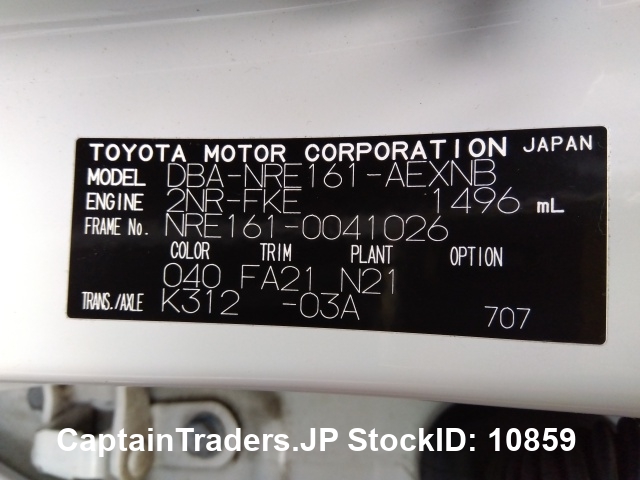 TOYOTA MOTOR CORPORATION JAPAN
MODEL DBA-NRE161-AEXNB
ENGINE 2NR-FKE 1496 mL
FRAME No. NRE161-0041026
COLOR TRIM PLANT OPTION
040 FA21 N21
TRANS./AXLE K312 -03A 707
CaptainTraders.JP StockID: 10859